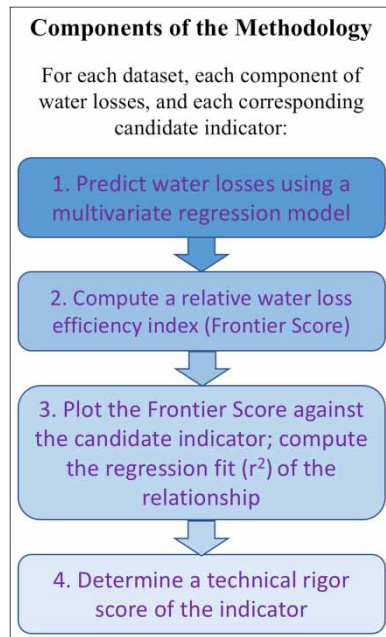 Components of the Methodology
For each dataset, each component of
water losses, and each corresponding
candidate indicator:
1. Predict water losses using a
multivariate regression model
2. Compute a relative water loss
efficiency index (Frontier Score)
3. Plot the Frontier Score against
the candidate indicator; compute
the regression fit (r²) of the
relationship
4. Determine a technical rigor
score of the indicator